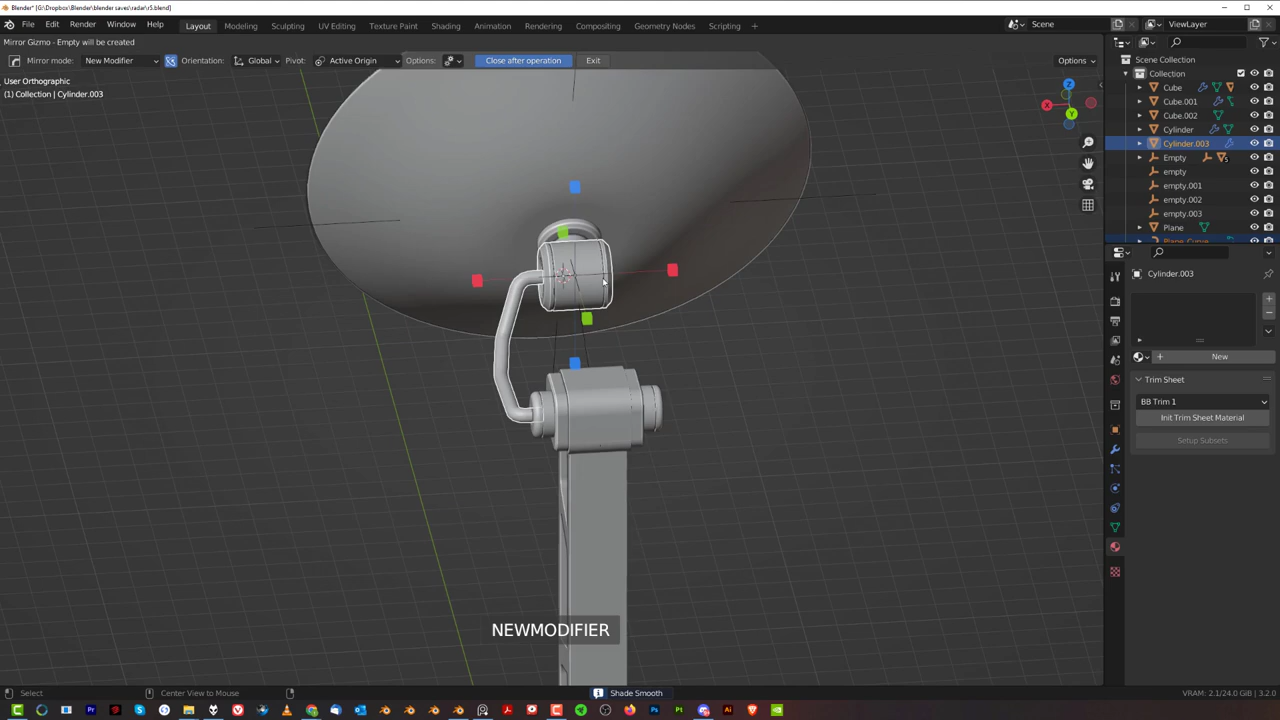 Blender* [G:\Dropbox\Blender\blender saves\radar\r5.blend]
File Edit Render Window Help Layout Modeling Sculpting UV Editing Texture Paint Shading Animation Rendering Compositing Geometry Nodes Scripting + Scene ViewLayer
Mirror Gizmo - Empty will be created
Mirror mode: New Modifier Orientation: Global Pivot: Active Origin Options: Close after operation Exit Options
User Orthographic
(1) Collection | Cylinder.003
Z
X
Y
Scene Collection
Collection
Cube
Cube.001
Cube.002
Cylinder
Cylinder.003
Empty 5
empty
empty.001
empty.002
empty.003
Plane
Plane_Curve
Cylinder.003
+ New
Trim Sheet
BB Trim 1
Init Trim Sheet Material
Setup Subsets
NEWMODIFIER
Select Center View to Mouse Shade Smooth VRAM: 2.1/24.0 GiB | 3.2.0